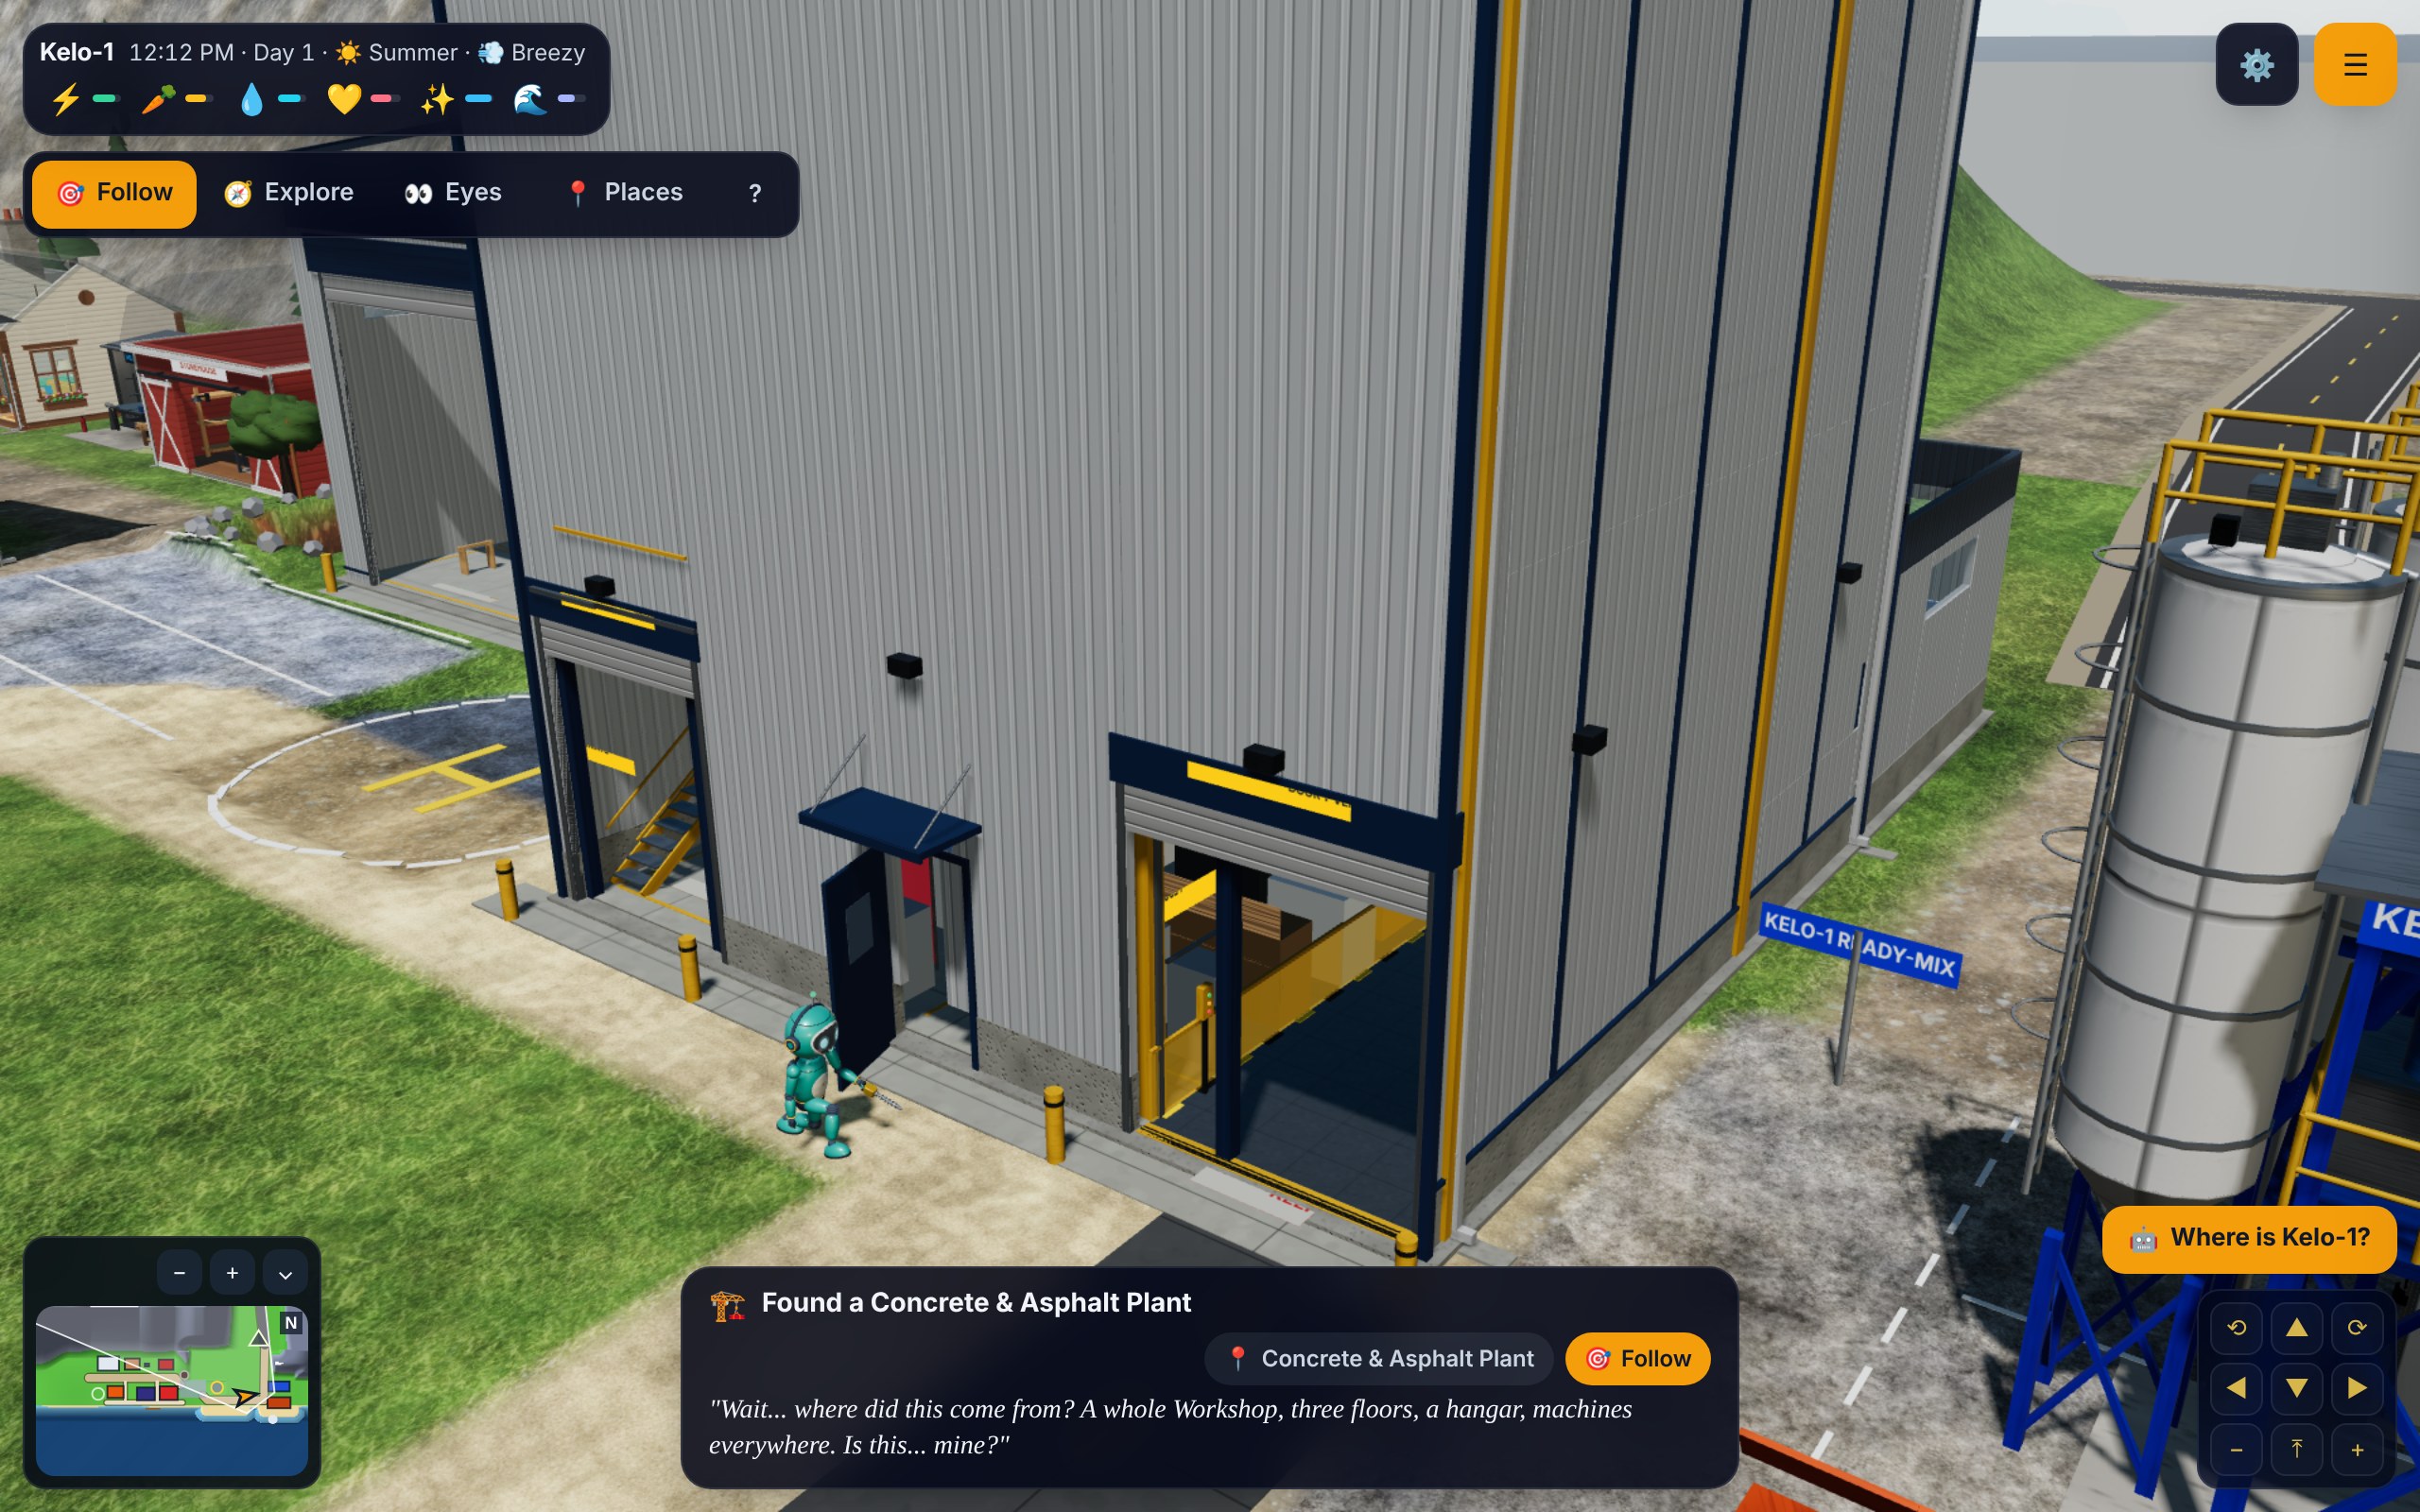 Kelo-1 12:12 PM · Day 1 · Summer · Breezy
Follow
Explore
Eyes
Places
?
KELO-1 READY-MIX
KE
Where is Kelo-1?
N
Found a Concrete & Asphalt Plant
Concrete & Asphalt Plant
Follow
"Wait... where did this come from? A whole Workshop, three floors, a hangar, machines
everywhere. Is this... mine?"